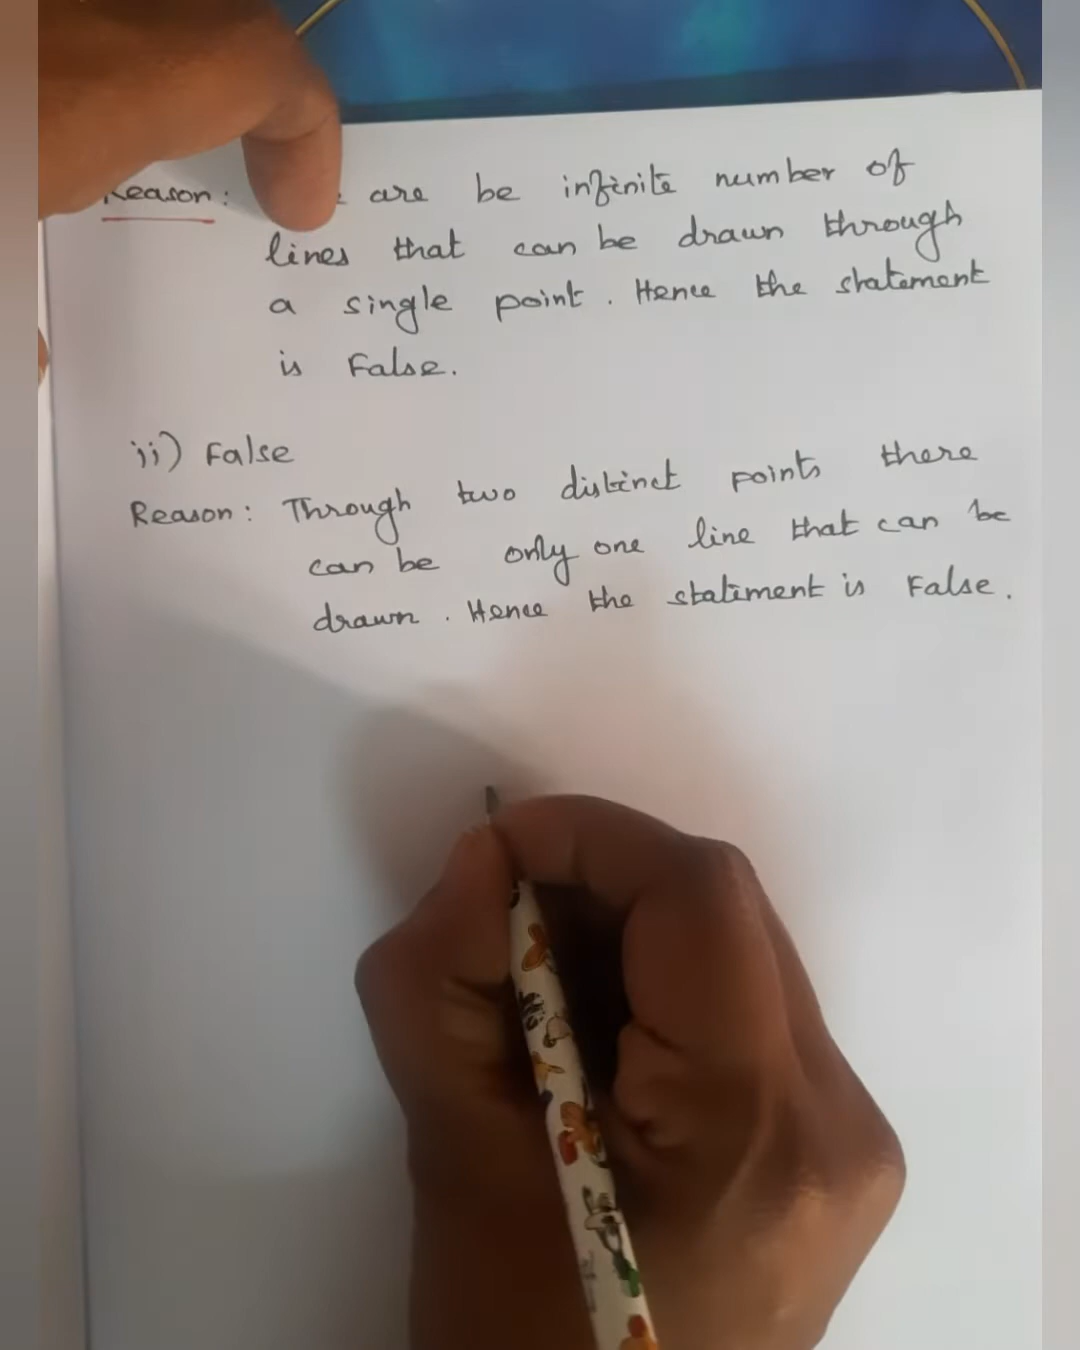 Reason: are be infinite number of
lines that can be drawn through
a single point. Hence the statement
is False.
ii) False
Reason: Through two distinct points there
can be only one line that can be
drawn. Hence the statement is False.